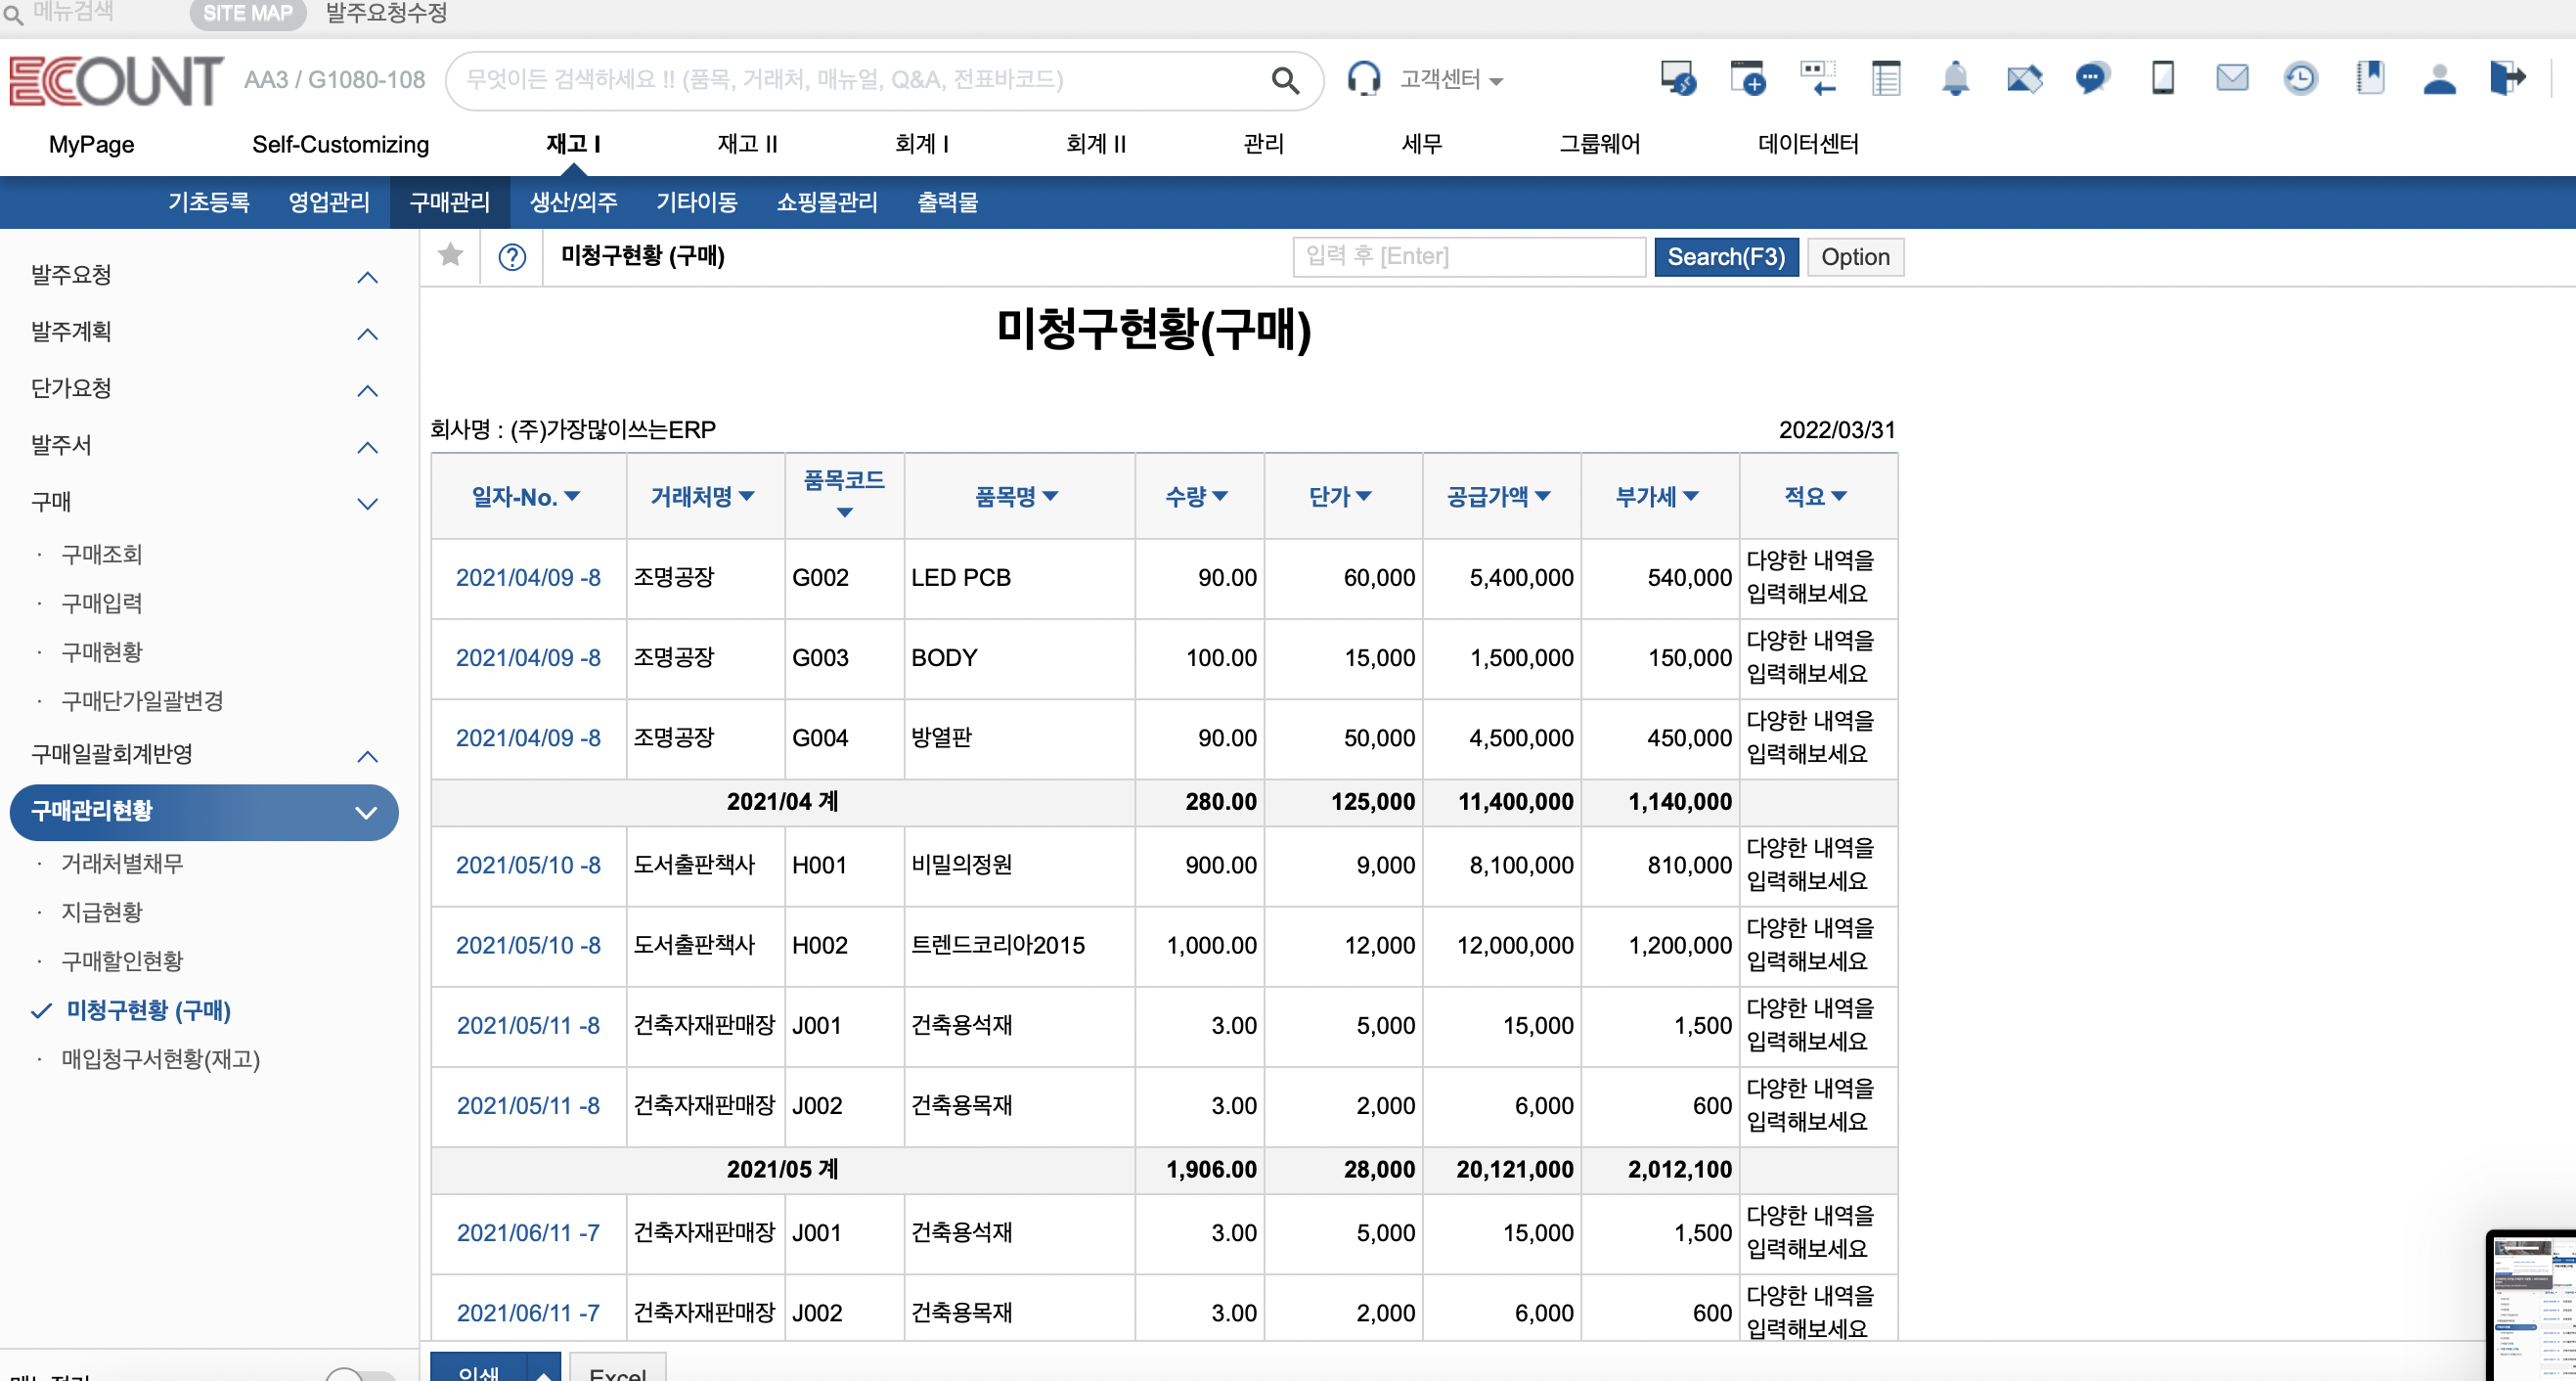 메뉴검색 SITE MAP 발주요청수정
ECOUNT AA3 / G1080-108 무엇이든 검색하세요 !! (품목, 거래처, 매뉴얼, Q&A, 전표바코드) 고객센터
MyPage Self-Customizing 재고 I 재고 II 회계 I 회계 II 관리 세무 그룹웨어 데이터센터
기초등록 영업관리 구매관리 생산/외주 기타이동 쇼핑몰관리 출력물
발주요청
발주계획
단가요청
발주서
구매
· 구매조회
· 구매입력
· 구매현황
· 구매단가일괄변경
구매일괄회계반영
구매관리현황
· 거래처별채무
· 지급현황
· 구매할인현황
미청구현황 (구매)
· 매입청구서현황(재고)
미청구현황 (구매) 입력 후 [Enter] Search(F3) Option
미청구현황(구매)
회사명 : (주)가장많이쓰는ERP 2022/03/31
일자-No. 거래처명 품목코드 품목명 수량 단가 공급가액 부가세 적요
2021/04/09 -8 조명공장 G002 LED PCB 90.00 60,000 5,400,000 540,000 다양한 내역을
입력해보세요
2021/04/09 -8 조명공장 G003 BODY 100.00 15,000 1,500,000 150,000 다양한 내역을
입력해보세요
2021/04/09 -8 조명공장 G004 방열판 90.00 50,000 4,500,000 450,000 다양한 내역을
입력해보세요
2021/04 계 280.00 125,000 11,400,000 1,140,000
2021/05/10 -8 도서출판책사 H001 비밀의정원 900.00 9,000 8,100,000 810,000 다양한 내역을
입력해보세요
2021/05/10 -8 도서출판책사 H002 트렌드코리아2015 1,000.00 12,000 12,000,000 1,200,000 다양한 내역을
입력해보세요
2021/05/11 -8 건축자재판매장 J001 건축용석재 3.00 5,000 15,000 1,500 다양한 내역을
입력해보세요
2021/05/11 -8 건축자재판매장 J002 건축용목재 3.00 2,000 6,000 600 다양한 내역을
입력해보세요
2021/05 계 1,906.00 28,000 20,121,000 2,012,100
2021/06/11 -7 건축자재판매장 J001 건축용석재 3.00 5,000 15,000 1,500 다양한 내역을
입력해보세요
2021/06/11 -7 건축자재판매장 J002 건축용목재 3.00 2,000 6,000 600 다양한 내역을
입력해보세요
인쇄 Excel